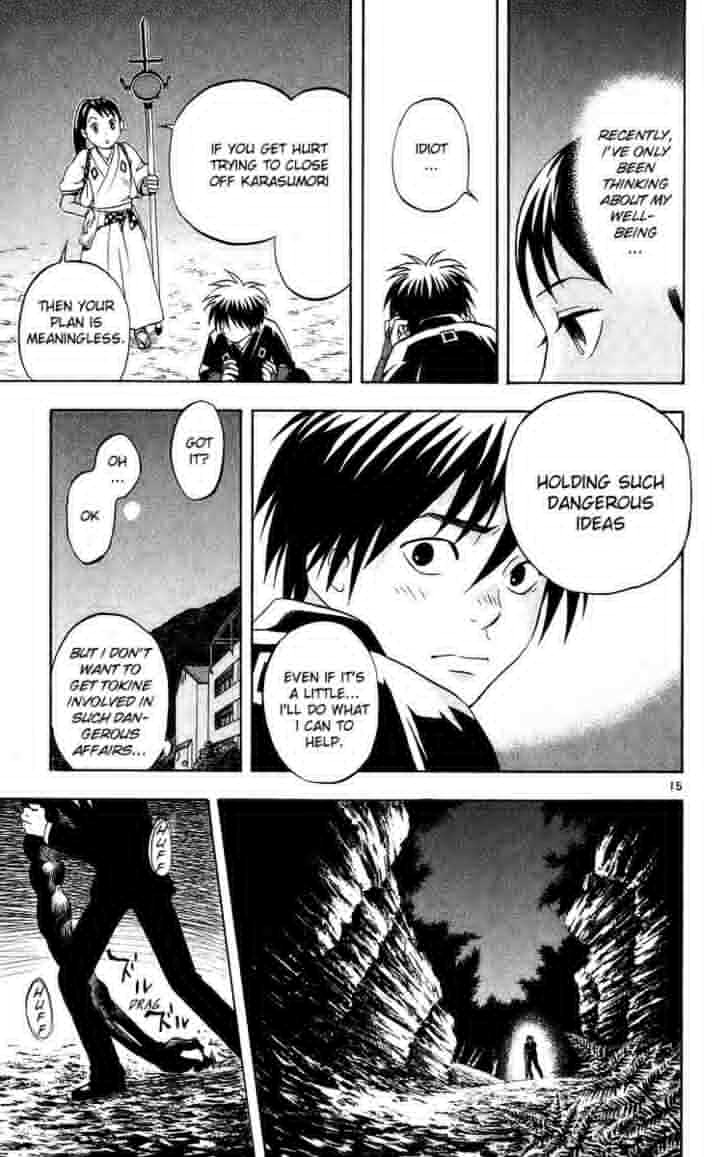 RECENTLY,
I'VE ONLY
BEEN
THINKING
ABOUT MY
WELL-
BEING
...
IDIOT
...
IF YOU GET HURT
TRYING TO CLOSE
OFF KARASUMORI
THEN YOUR
PLAN IS
MEANINGLESS.
HOLDING SUCH
DANGEROUS
IDEAS
EVEN IF IT'S
A LITTLE...
I'LL DO WHAT
I CAN TO
HELP.
GOT
IT?
OH
...
OK
BUT I DON'T
WANT TO
GET TOKINE
INVOLVED IN
SUCH DAN-
GEROUS
AFFAIRS...
15
HUFF
HUFF
ズル
DRAG
ズル